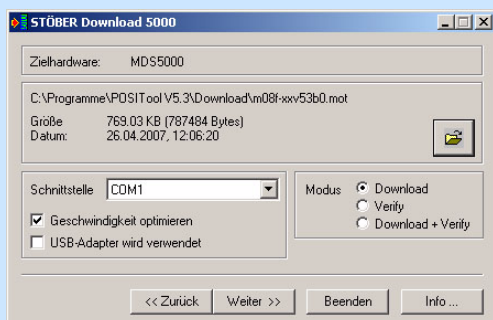 STÖBER Download 5000
Zielhardware: MDS5000
C:\Programme\POSITool V5.3\Download\m08f-xxv53b0.mot
Größe 769.03 KB (787484 Bytes)
Datum: 26.04.2007, 12:06:20
Schnittstelle COM1
Geschwindigkeit optimieren
USB-Adapter wird verwendet
Modus Download
Verify
Download + Verify
<< Zurück Weiter >> Beenden Info ...